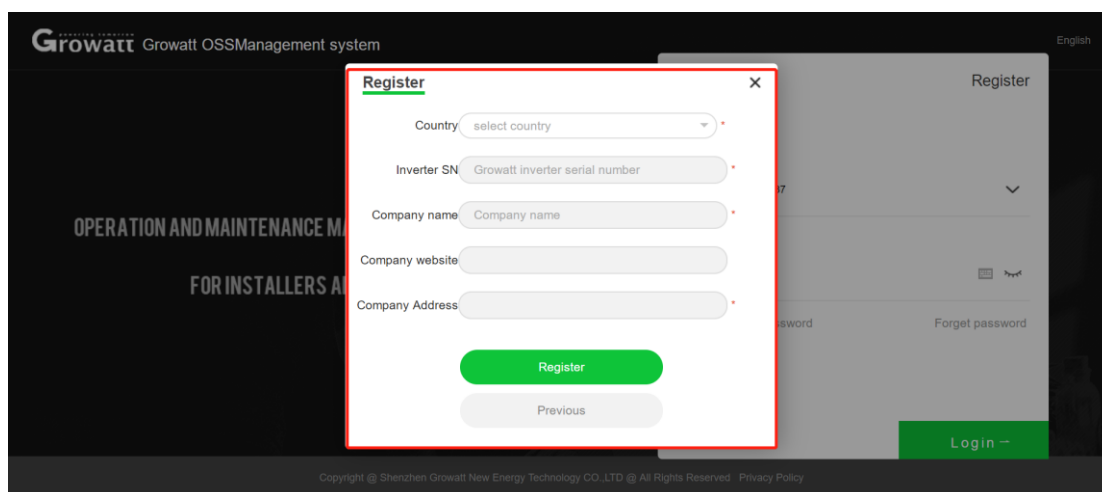 Growatt Growatt OSSManagement system
English
Register ×
Register
Country select country *
Inverter SN Growatt inverter serial number *
37
Company name Company name *
OPERATION AND MAINTENANCE
Company website
FOR INSTALLERS
Company Address *
ssword Forget password
Register
Previous
Login
Copyright @ Shenzhen Growatt New Energy Technology CO.,LTD @ All Rights Reserved Privacy Policy